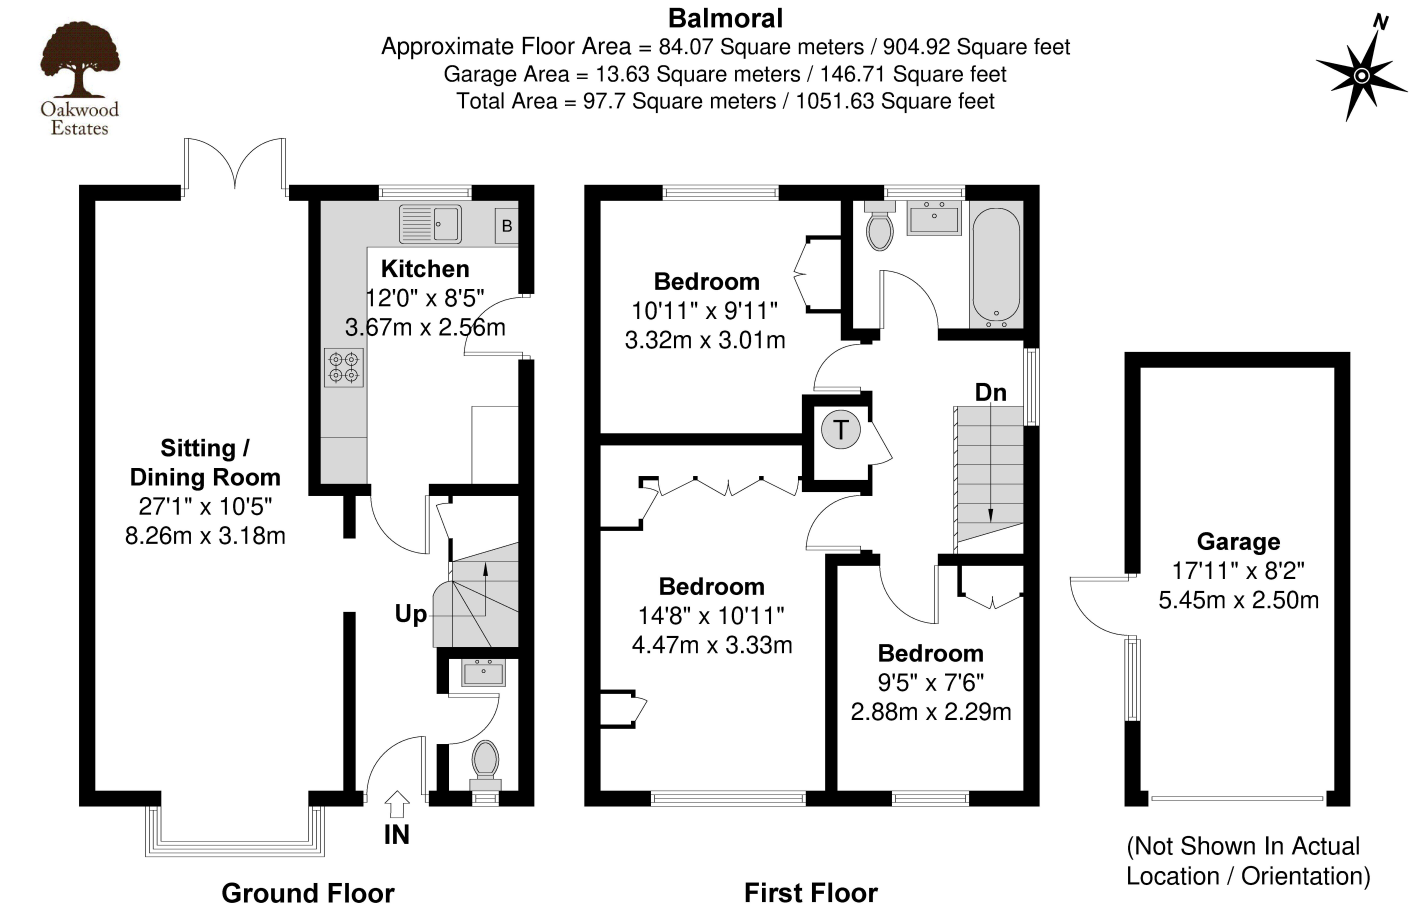 Balmoral
Approximate Floor Area = 84.07 Square meters / 904.92 Square feet
Garage Area = 13.63 Square meters / 146.71 Square feet
Total Area = 97.7 Square meters / 1051.63 Square feet
N
Oakwood
Estates
B
Kitchen
12'0" x 8'5"
3.67m x 2.56m
Sitting /
Dining Room
27'1" x 10'5"
8.26m x 3.18m
Up
IN
Ground Floor
Bedroom
10'11" x 9'11"
3.32m x 3.01m
Dn
T
Bedroom
14'8" x 10'11"
4.47m x 3.33m
Bedroom
9'5" x 7'6"
2.88m x 2.29m
First Floor
Garage
17'11" x 8'2"
5.45m x 2.50m
(Not Shown In Actual
Location / Orientation)